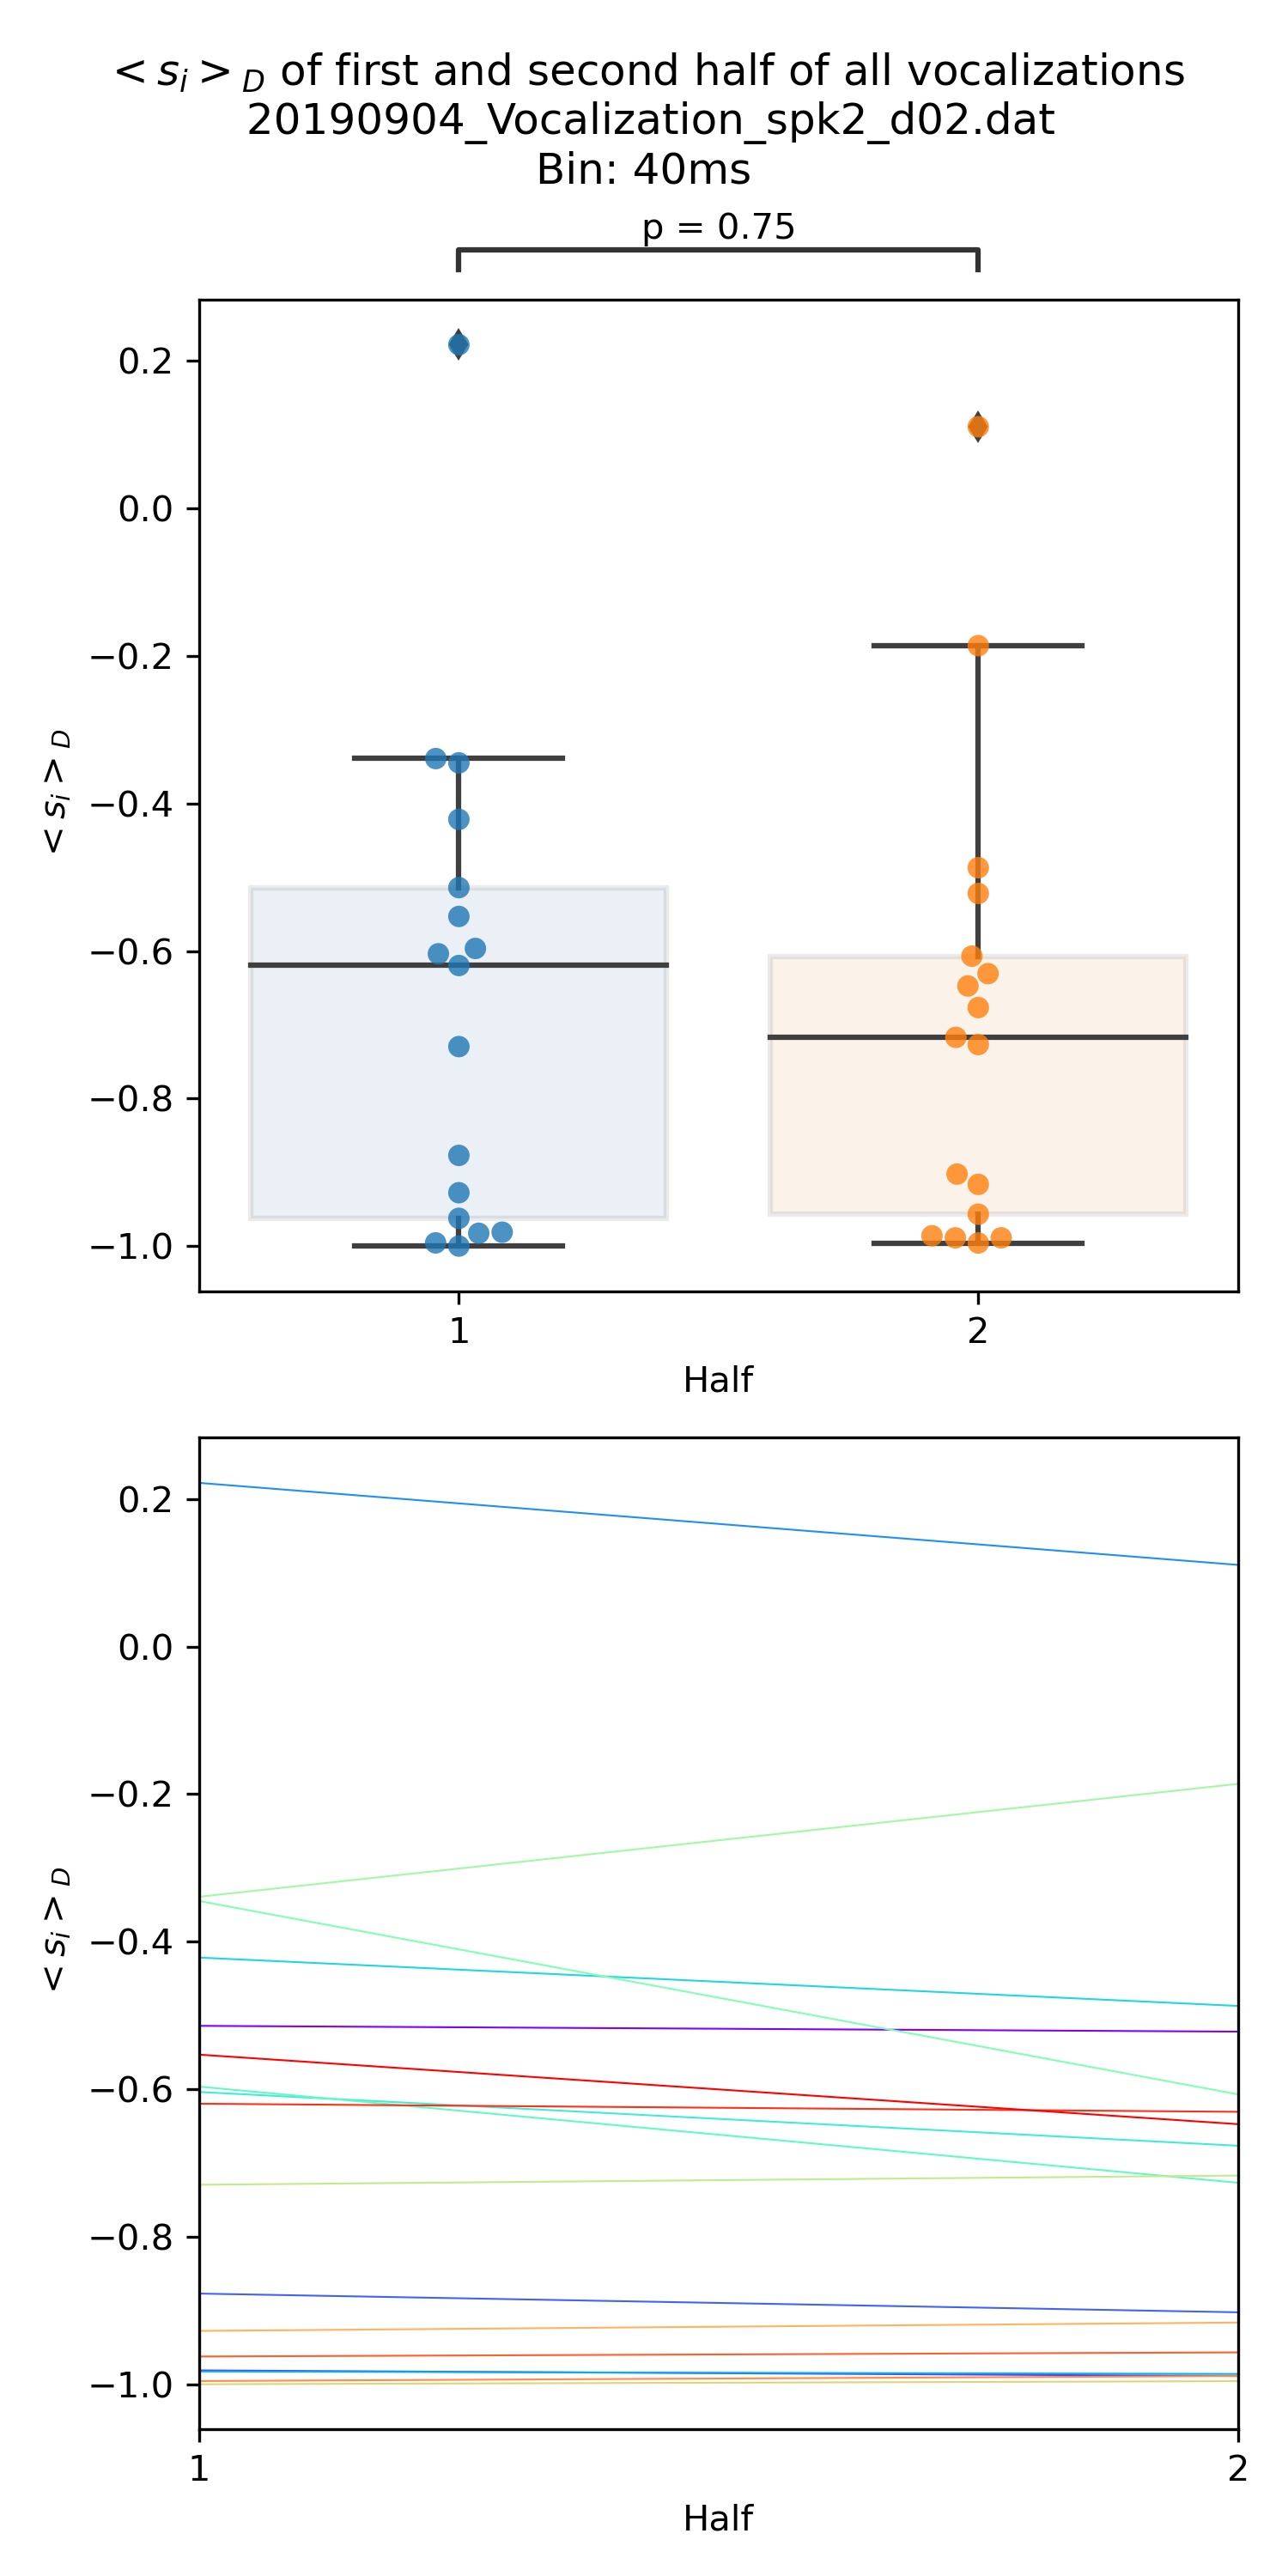 < s_i >_D of first and second half of all vocalizations
20190904_Vocalization_spk2_d02.dat
Bin: 40ms
p = 0.75
0.2
0.0
−0.2
−0.4
−0.6
−0.8
−1.0
< s_i >_D
1 2
Half
0.2
0.0
−0.2
−0.4
−0.6
−0.8
−1.0
< s_i >_D
1 2
Half